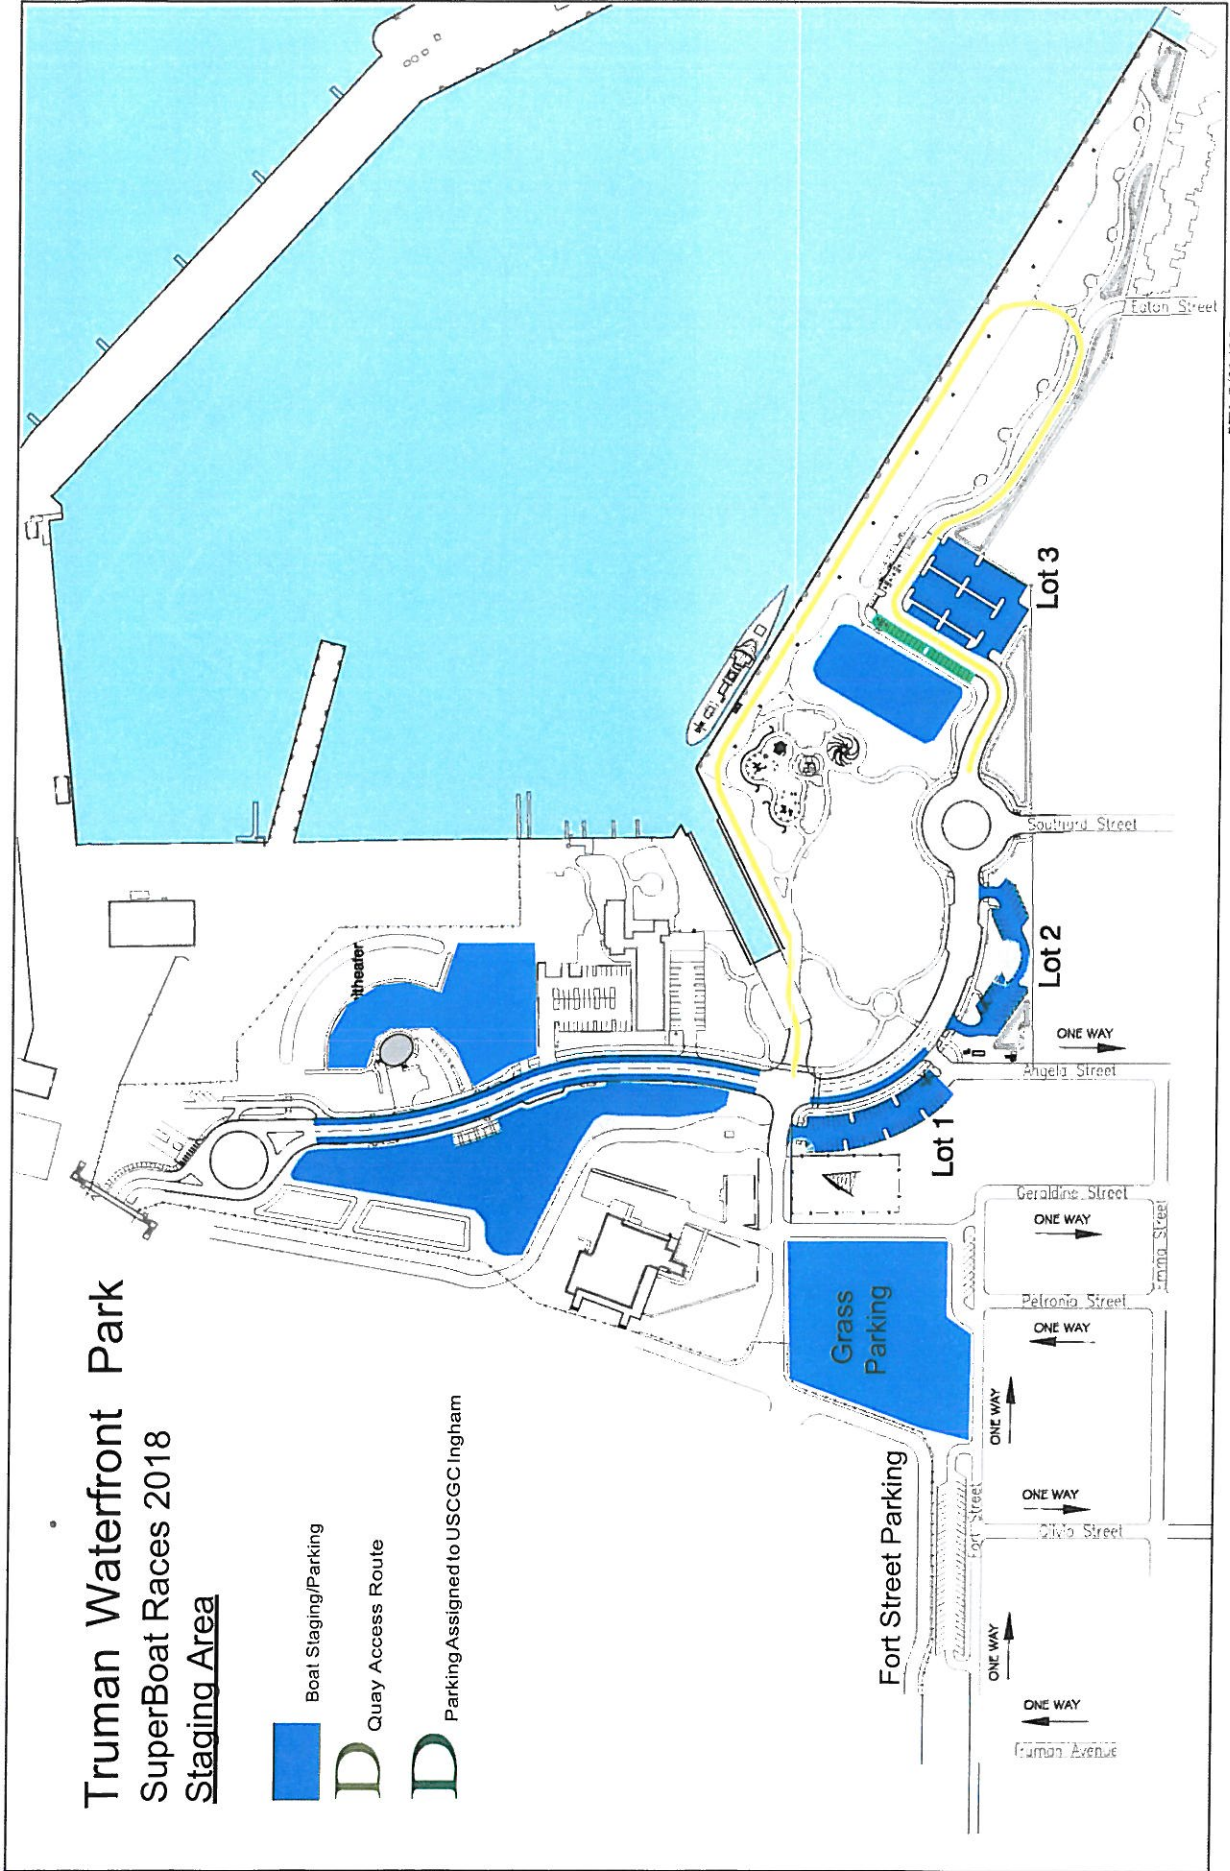 Truman Waterfront Park
SuperBoat Races 2018
Staging Area
Boat Staging/Parking
D Quay Access Route
D Parking Assigned to USCGC Ingham
Fort Street Parking
Grass
Parking
Lot 1
Lot 2
Lot 3
Eaton Street
Southard Street
Angela Street
ONE WAY
Geraldine Street
ONE WAY
Emma Street
Petronia Street
ONE WAY
ONE WAY
ONE WAY
Olivia Street
Fort Street
ONE WAY
ONE WAY
Truman Avenue